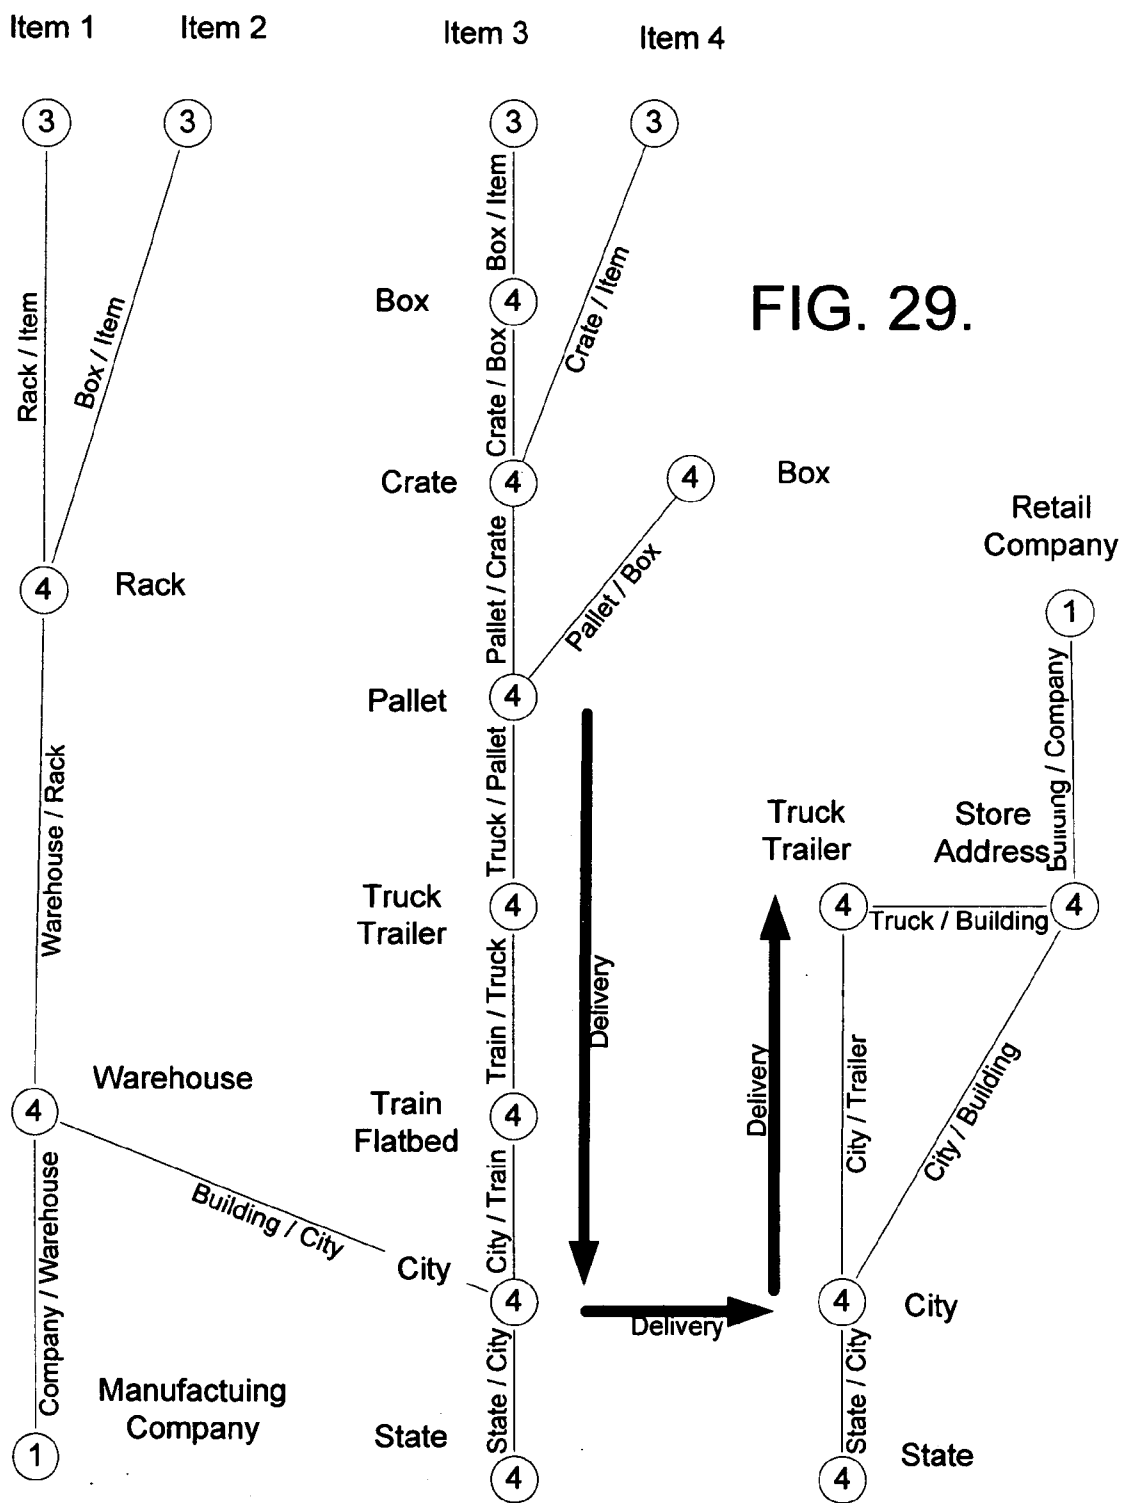 Item 1
Item 2
Item 3
Item 4
3
3
3
3
Rack / Item
Box / Item
Box / Item
Crate / Item
Box
4
FIG. 29.
Crate / Box
Crate
4
4
Box
Retail
Company
4
Rack
Pallet / Crate
Pallet / Box
1
Pallet
4
Building / Company
Warehouse / Rack
Truck / Pallet
Truck
Trailer
Store
Address
Truck
Trailer
4
4
Truck / Building
4
Delivery
Train / Truck
Delivery
City / Trailer
City / Building
Warehouse
4
Train
Flatbed
4
Company / Warehouse
Building / City
City / Train
City
4
Delivery
4
City
Manufactuing
Company
State / City
State / City
1
State
4
4
State